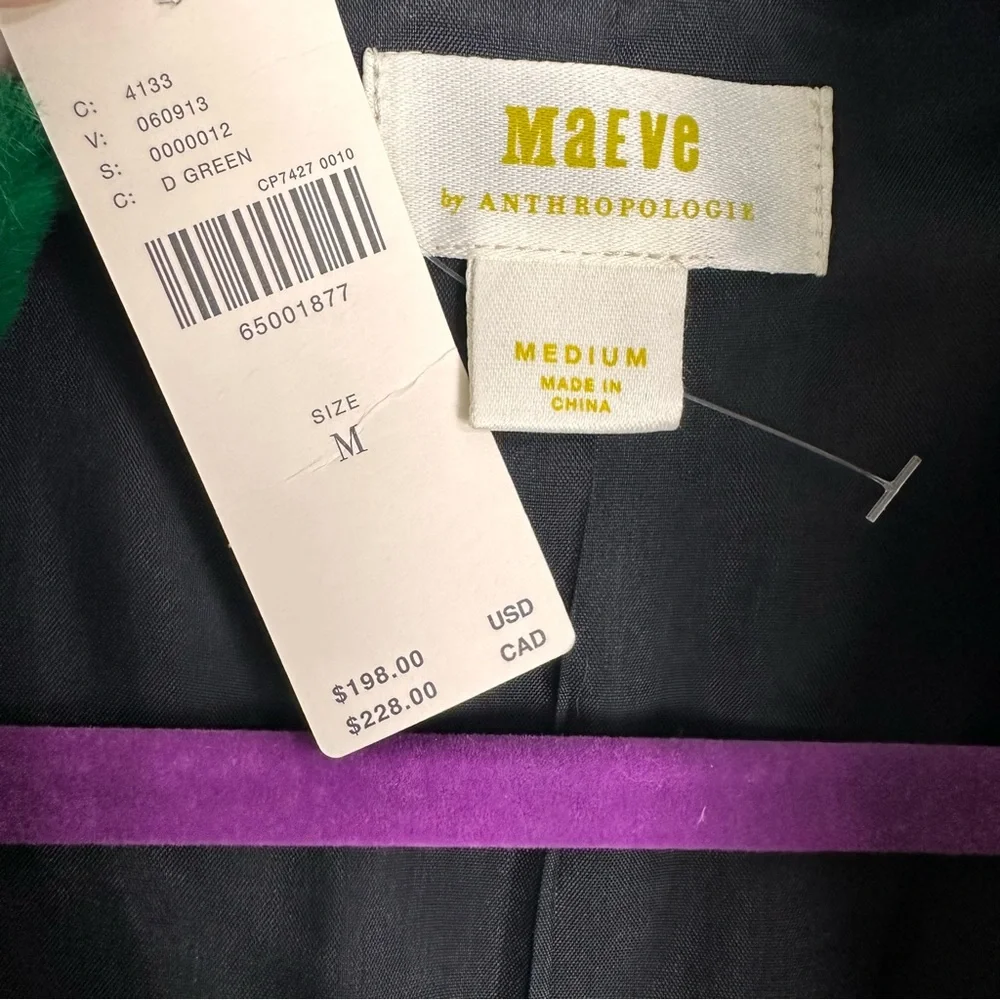 C: 4133
V: 060913
S: 0000012
C: D GREEN
CP7427 0010
65001877
SIZE
M
$198.00 USD
$228.00 CAD
MaEve
by ANTHROPOLOGIE
MEDIUM
MADE IN
CHINA